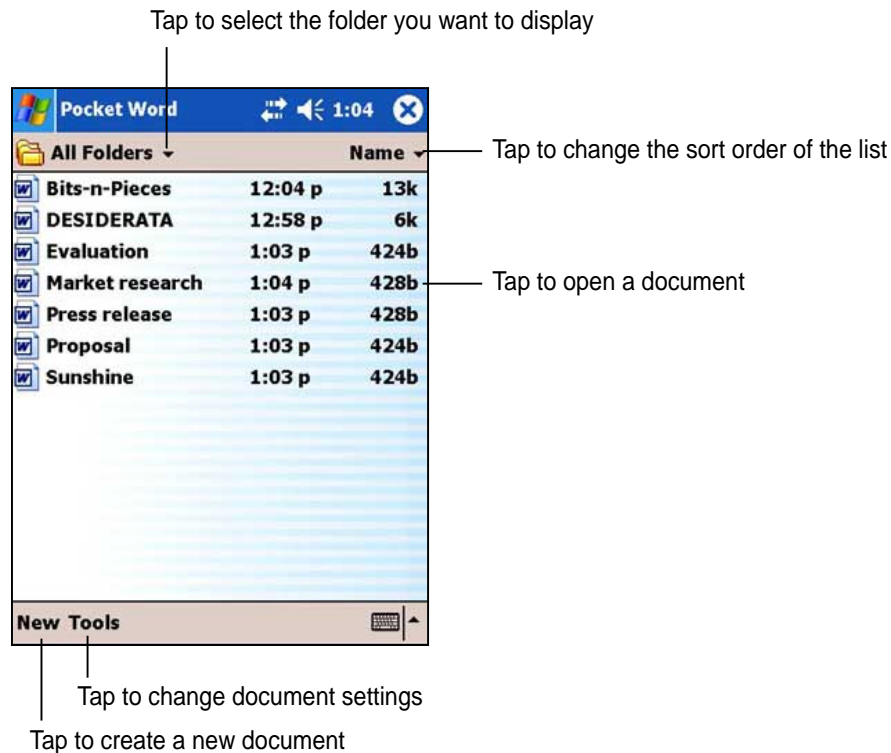 Tap to select the folder you want to display
Pocket Word 1:04
All Folders Name
Tap to change the sort order of the list
Bits-n-Pieces 12:04 p 13k
DESIDERATA 12:58 p 6k
Evaluation 1:03 p 424b
Market research 1:04 p 428b
Tap to open a document
Press release 1:03 p 428b
Proposal 1:03 p 424b
Sunshine 1:03 p 424b
New Tools
Tap to change document settings
Tap to create a new document